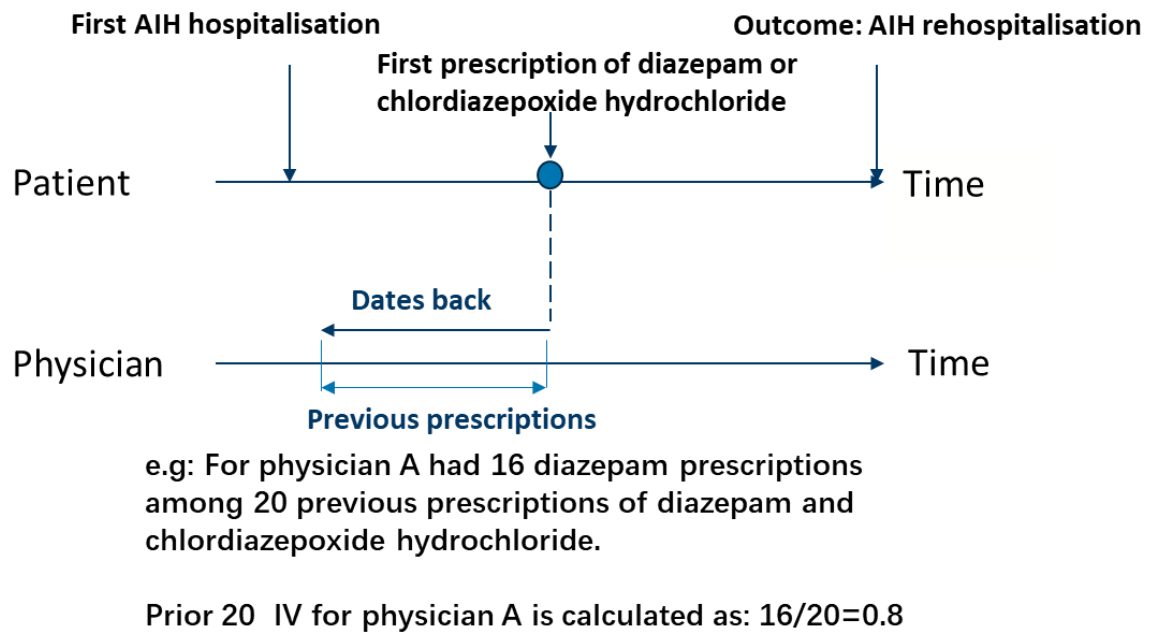 First AIH hospitalisation
Outcome: AIH rehospitalisation
First prescription of diazepam or
chlordiazepoxide hydrochloride
Patient
Time
Dates back
Physician
Time
Previous prescriptions
e.g: For physician A had 16 diazepam prescriptions
among 20 previous prescriptions of diazepam and
chlordiazepoxide hydrochloride.
Prior 20 IV for physician A is calculated as: 16/20=0.8